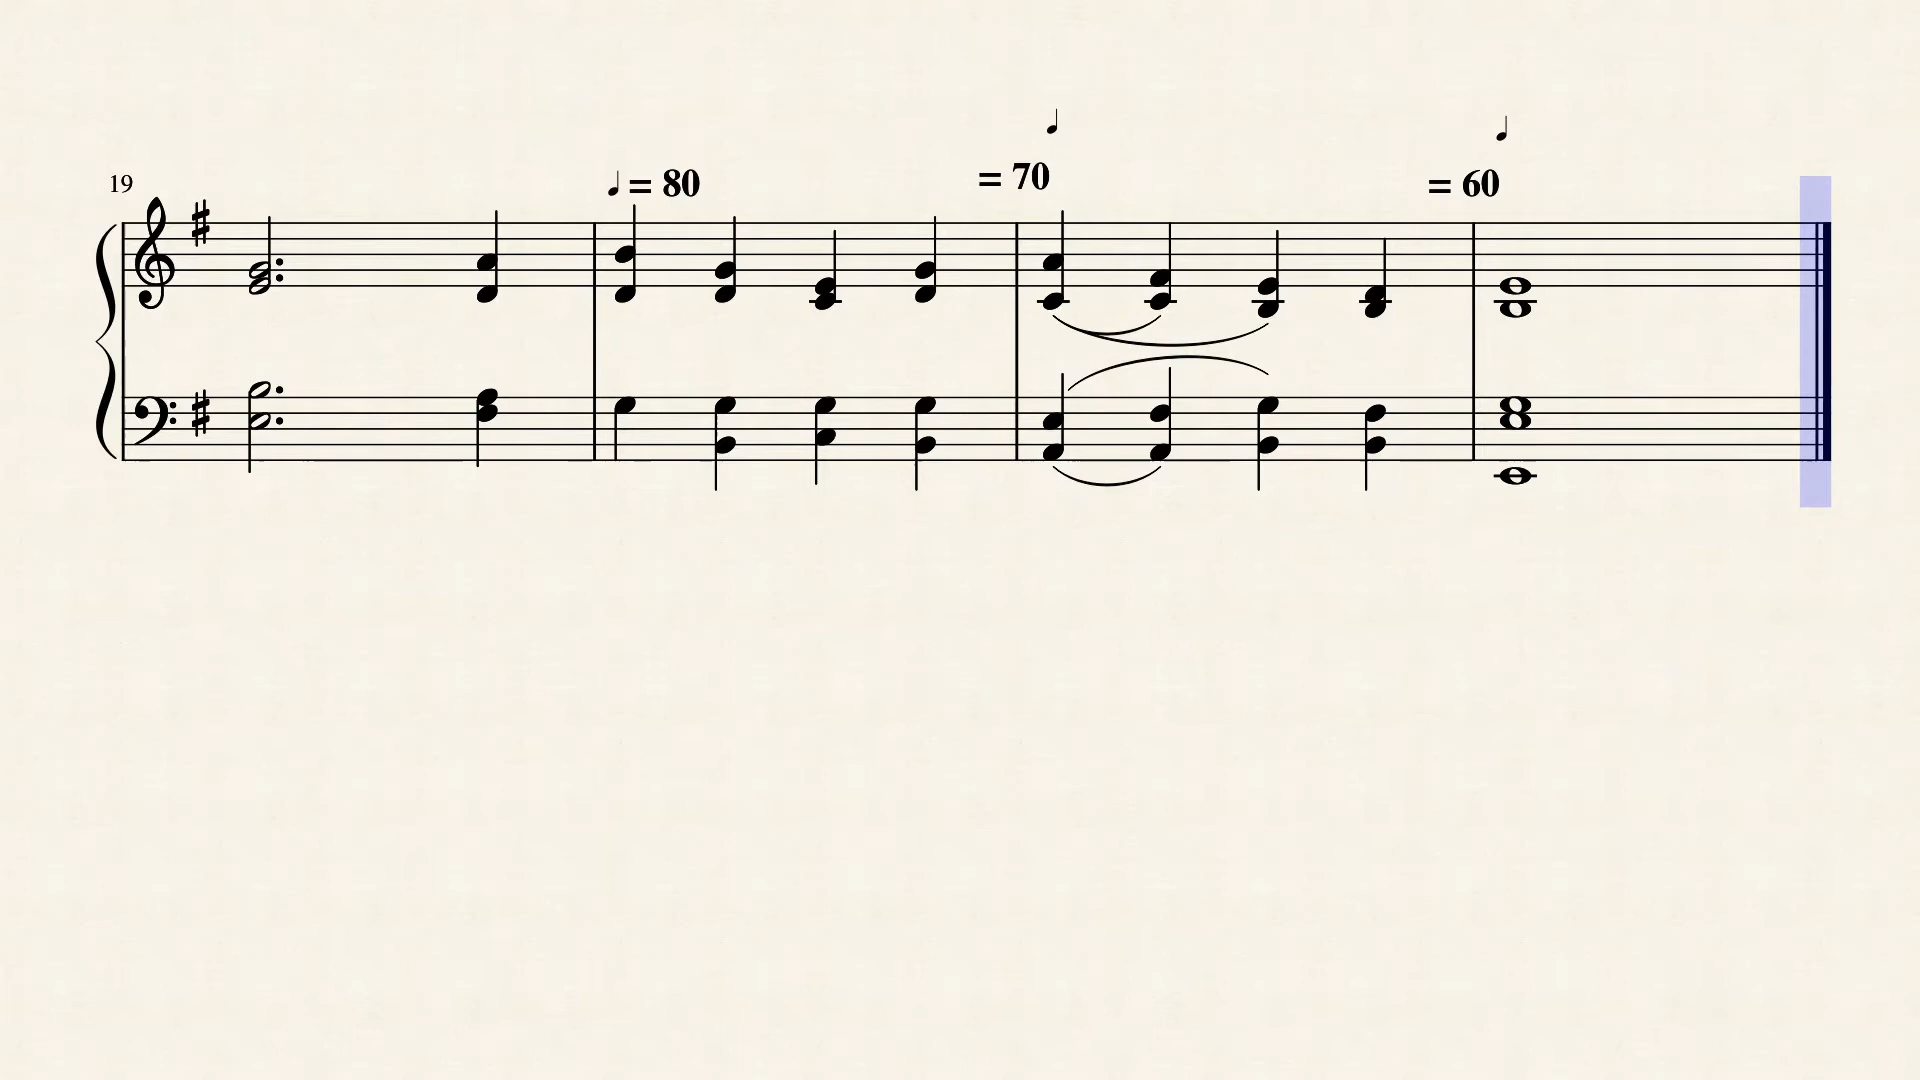 19
♩ = 80
= 70
= 60